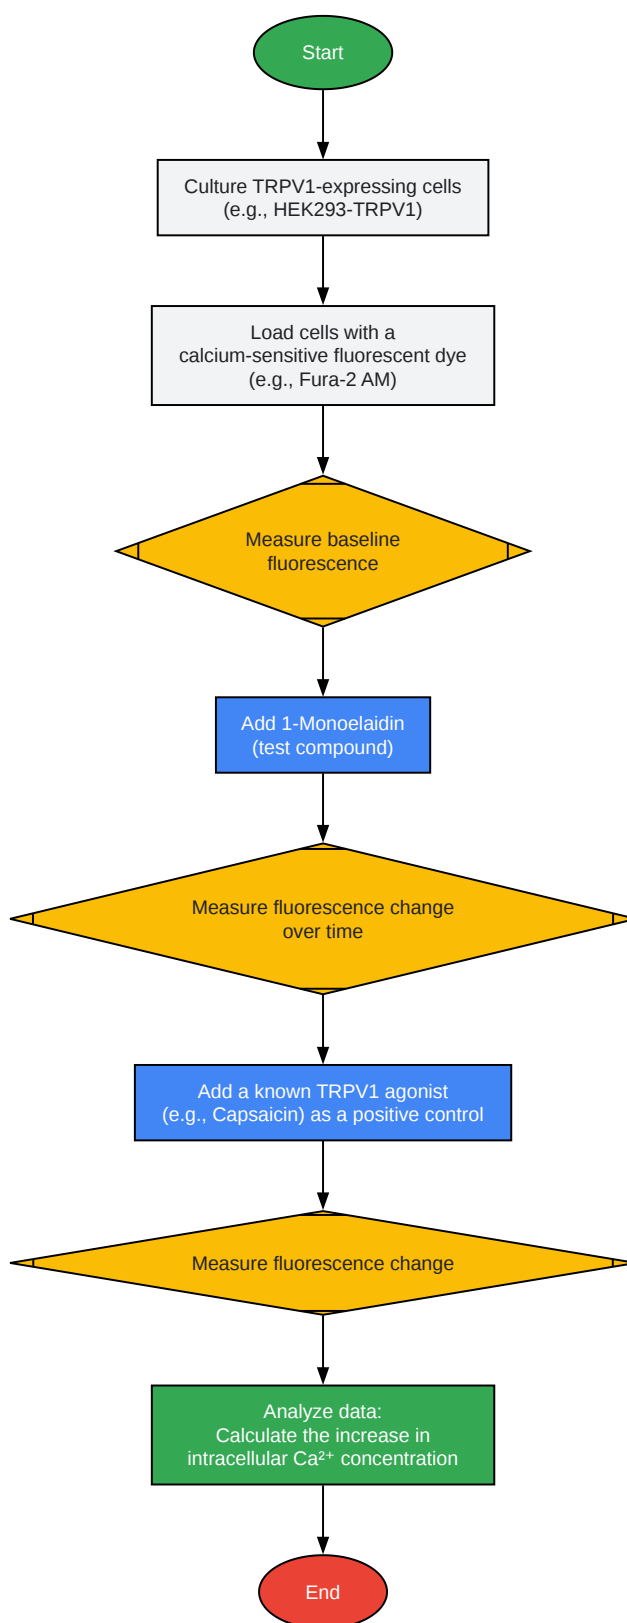 Start
Culture TRPV1-expressing cells
(e.g., HEK293-TRPV1)
Load cells with a
calcium-sensitive fluorescent dye
(e.g., Fura-2 AM)
Measure baseline
fluorescence
Add 1-Monoelaidin
(test compound)
Measure fluorescence change
over time
Add a known TRPV1 agonist
(e.g., Capsaicin) as a positive control
Measure fluorescence change
Analyze data:
Calculate the increase in
intracellular Ca²⁺ concentration
End